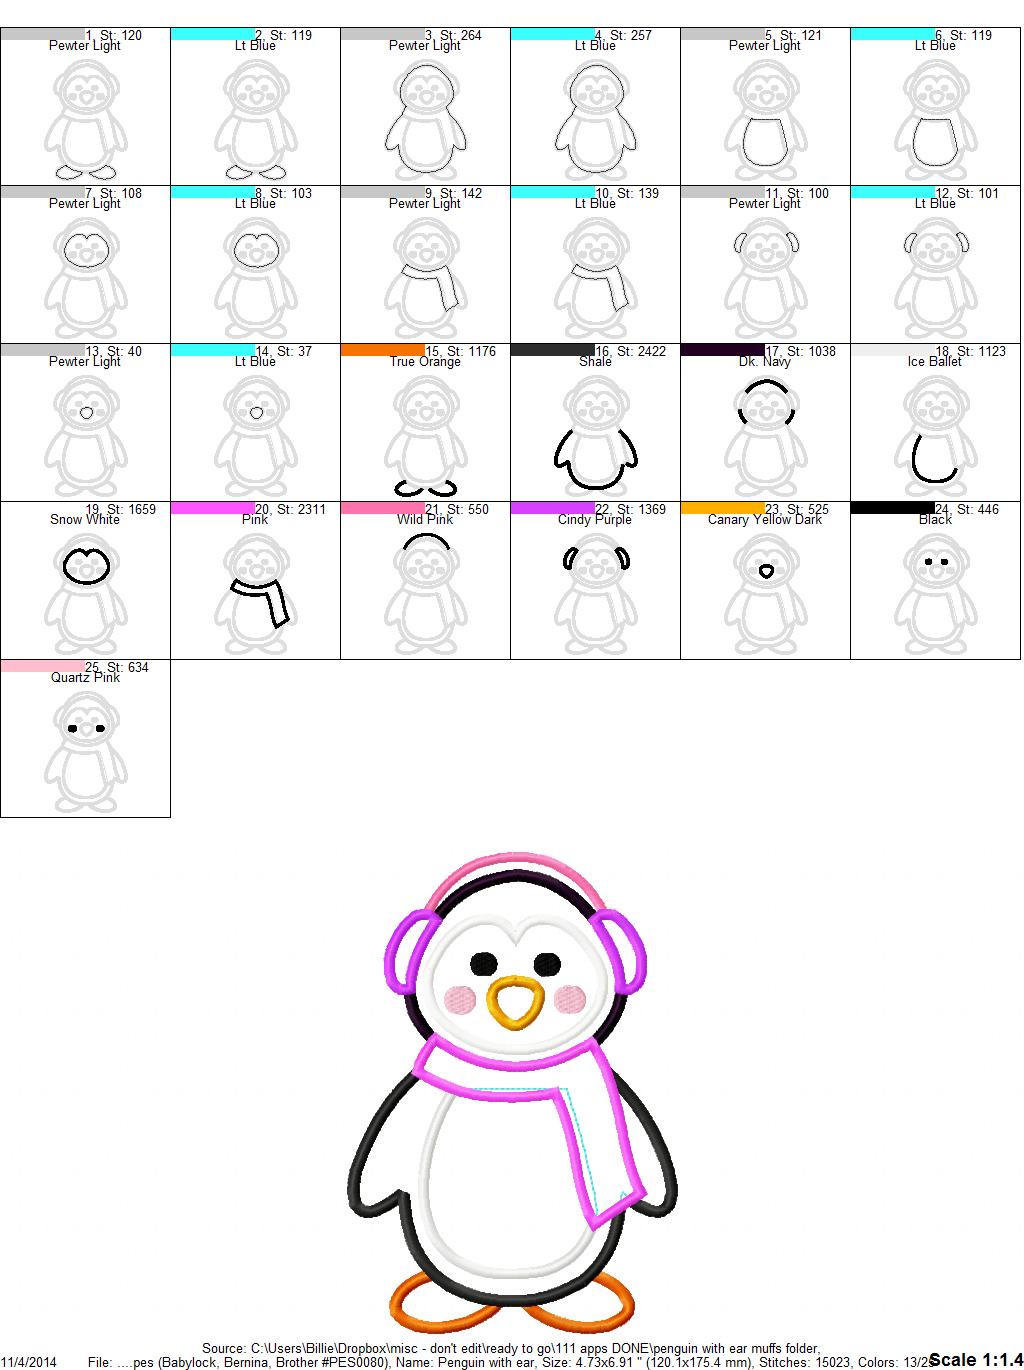 1, St: 120
Pewter Light
2, St: 119
Lt Blue
3, St: 264
Pewter Light
4, St: 257
Lt Blue
5, St: 121
Pewter Light
6, St: 119
Lt Blue
7, St: 108
Pewter Light
8, St: 103
Lt Blue
9, St: 142
Pewter Light
10, St: 139
Lt Blue
11, St: 100
Pewter Light
12, St: 101
Lt Blue
13, St: 40
Pewter Light
14, St: 37
Lt Blue
15, St: 1176
True Orange
16, St: 2422
Shale
17, St: 1038
Dk. Navy
18, St: 1123
Ice Ballet
19, St: 1659
Snow White
20, St: 2311
Pink
21, St: 550
Wild Pink
22, St: 1369
Cindy Purple
23, St: 525
Canary Yellow Dark
24, St: 446
Black
25, St: 634
Quartz Pink
Source: C:\Users\Billie\Dropbox\misc - don't edit\ready to go\111 apps DONE\penguin with ear muffs folder,
11/4/2014 File: ....pes (Babylock, Bernina, Brother #PES0080), Name: Penguin with ear, Size: 4.73x6.91 " (120.1x175.4 mm), Stitches: 15023, Colors: 13/25 Scale 1:1.4